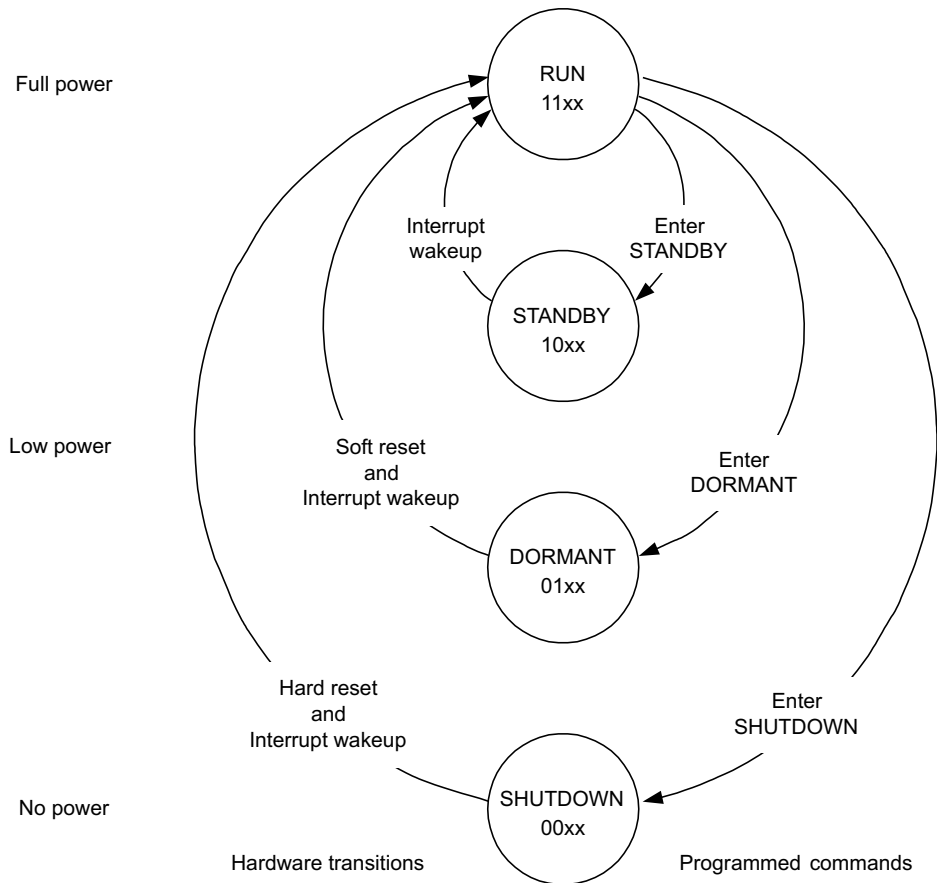 Full power
RUN
11xx
Interrupt
wakeup
Enter
STANDBY
STANDBY
10xx
Low power
Soft reset
and
Interrupt wakeup
Enter
DORMANT
DORMANT
01xx
Hard reset
and
Interrupt wakeup
Enter
SHUTDOWN
No power
SHUTDOWN
00xx
Hardware transitions
Programmed commands